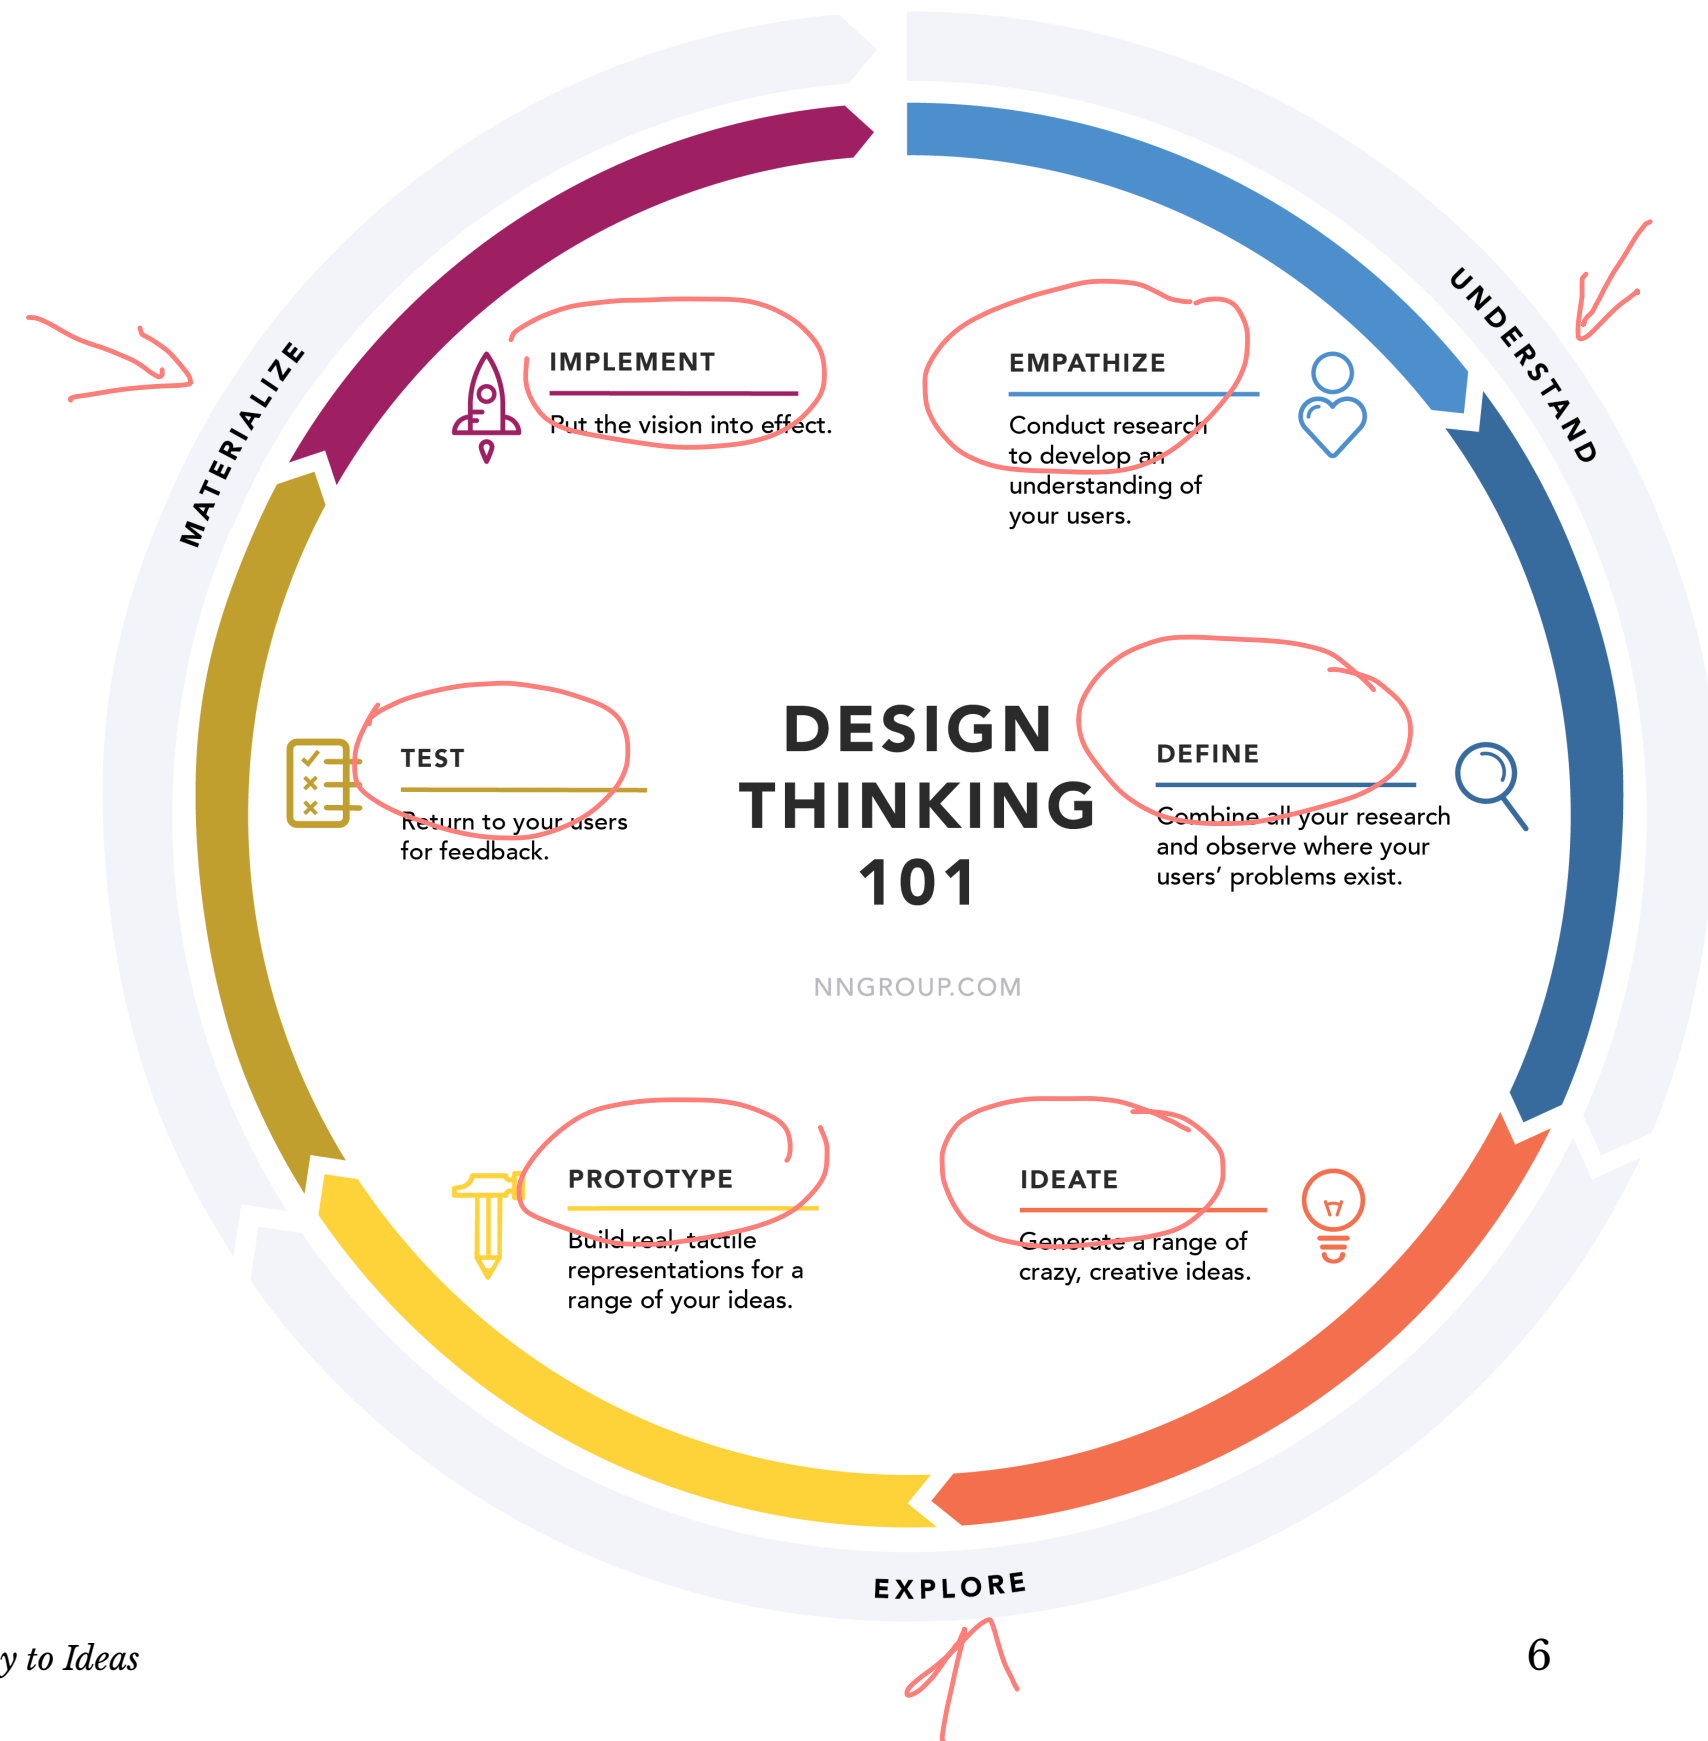 MATERIALIZE
UNDERSTAND
IMPLEMENT
Put the vision into effect.
EMPATHIZE
Conduct research
to develop an
understanding of
your users.
TEST
Return to your users
for feedback.
DESIGN
THINKING
101
NNGROUP.COM
DEFINE
Combine all your research
and observe where your
users’ problems exist.
PROTOTYPE
Build real, tactile
representations for a
range of your ideas.
IDEATE
Generate a range of
crazy, creative ideas.
EXPLORE
y to Ideas
6